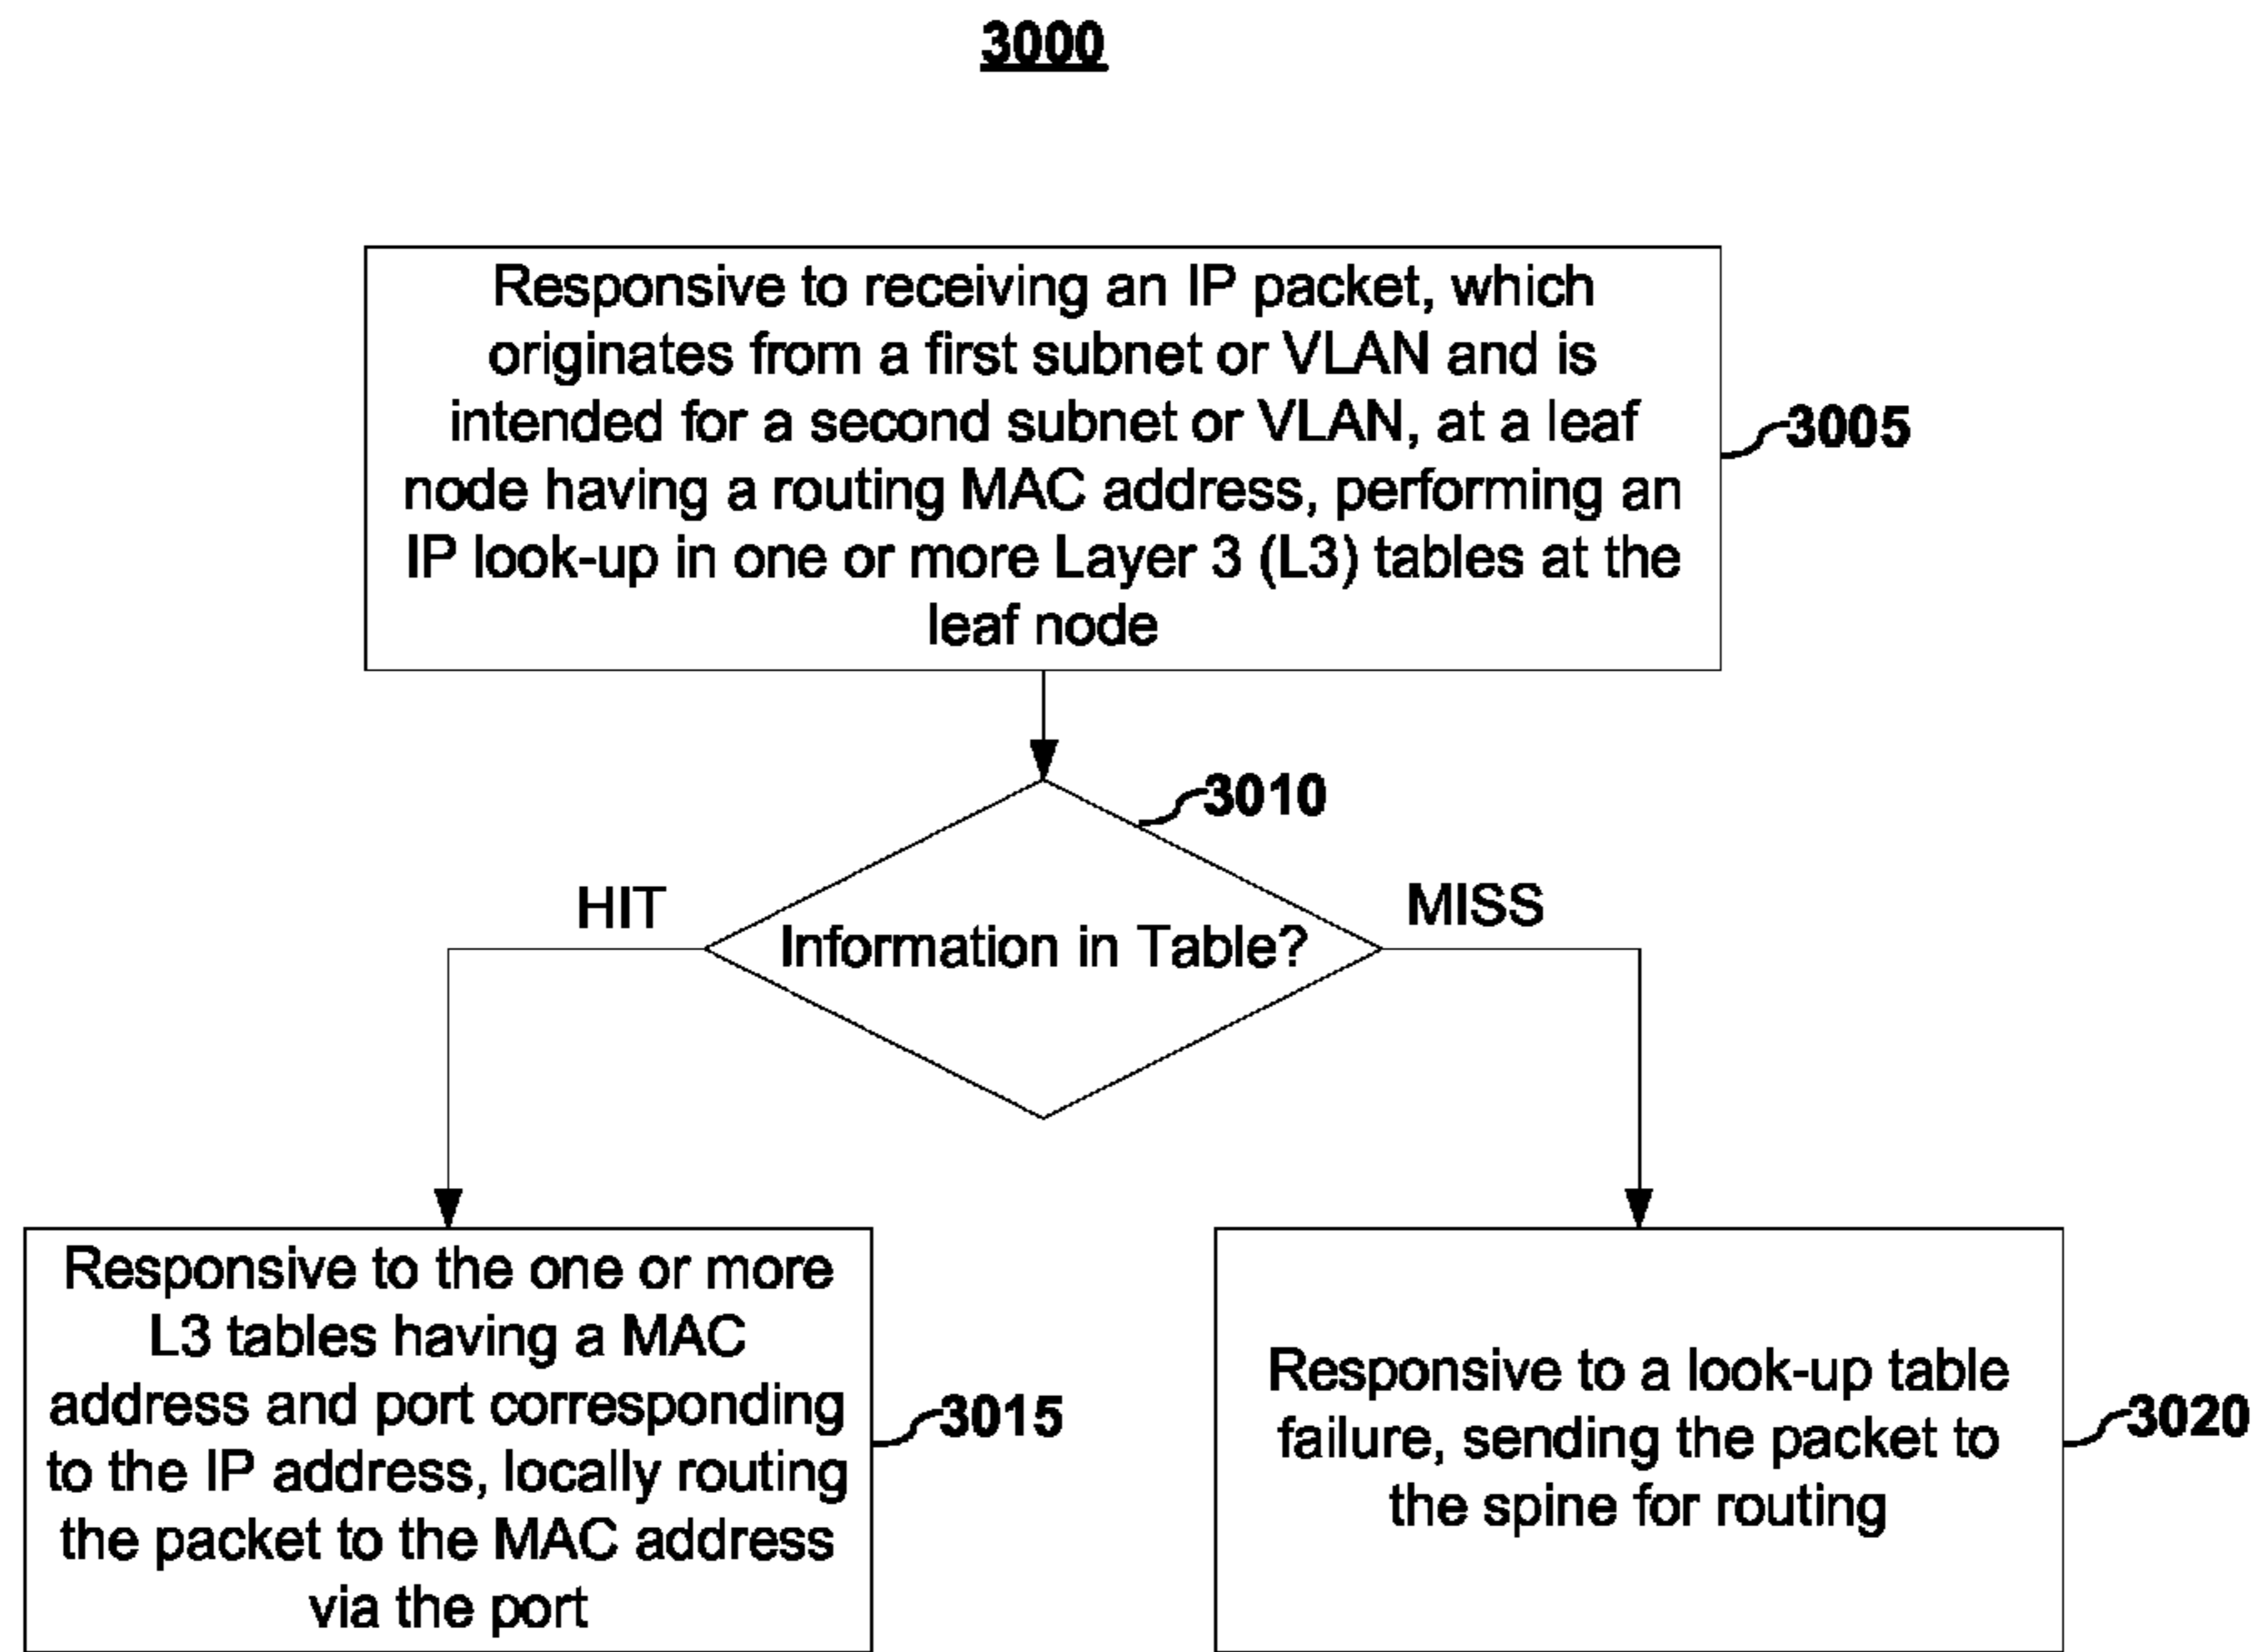 3000
Responsive to receiving an IP packet, which
originates from a first subnet or VLAN and is
intended for a second subnet or VLAN, at a leaf
node having a routing MAC address, performing an
IP look-up in one or more Layer 3 (L3) tables at the
leaf node
3005
3010
HIT
Information in Table?
MISS
Responsive to the one or more
L3 tables having a MAC
address and port corresponding
to the IP address, locally routing
the packet to the MAC address
via the port
3015
Responsive to a look-up table
failure, sending the packet to
the spine for routing
3020